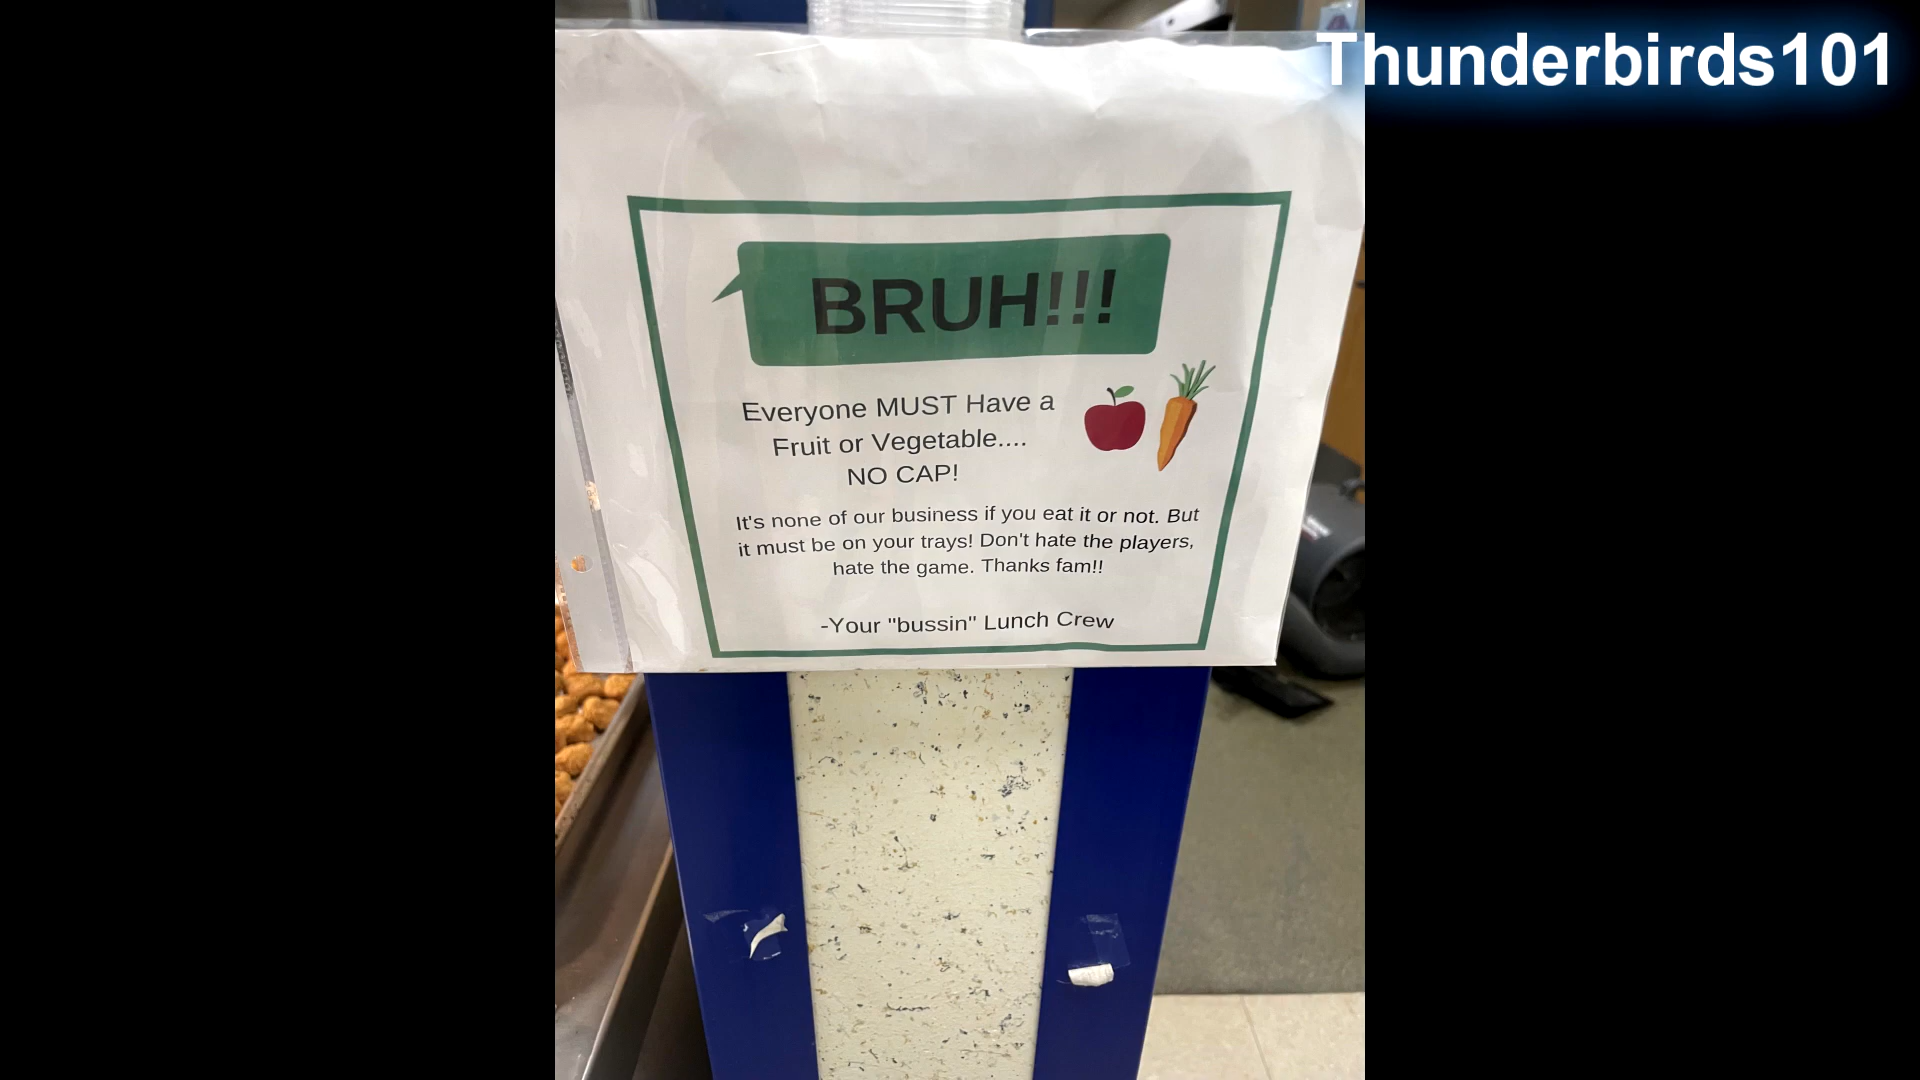 Thunderbirds101
BRUH!!!
Everyone MUST Have a
Fruit or Vegetable....
NO CAP!
It's none of our business if you eat it or not. But
it must be on your trays! Don't hate the players,
hate the game. Thanks fam!!
-Your "bussin" Lunch Crew